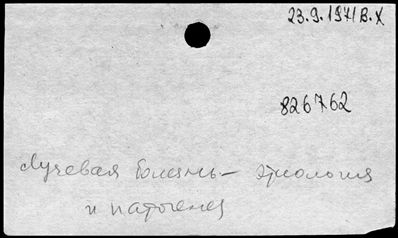 23.9.1971 В.Х
826762
Лучевая болезнь – этиология
и патогенез